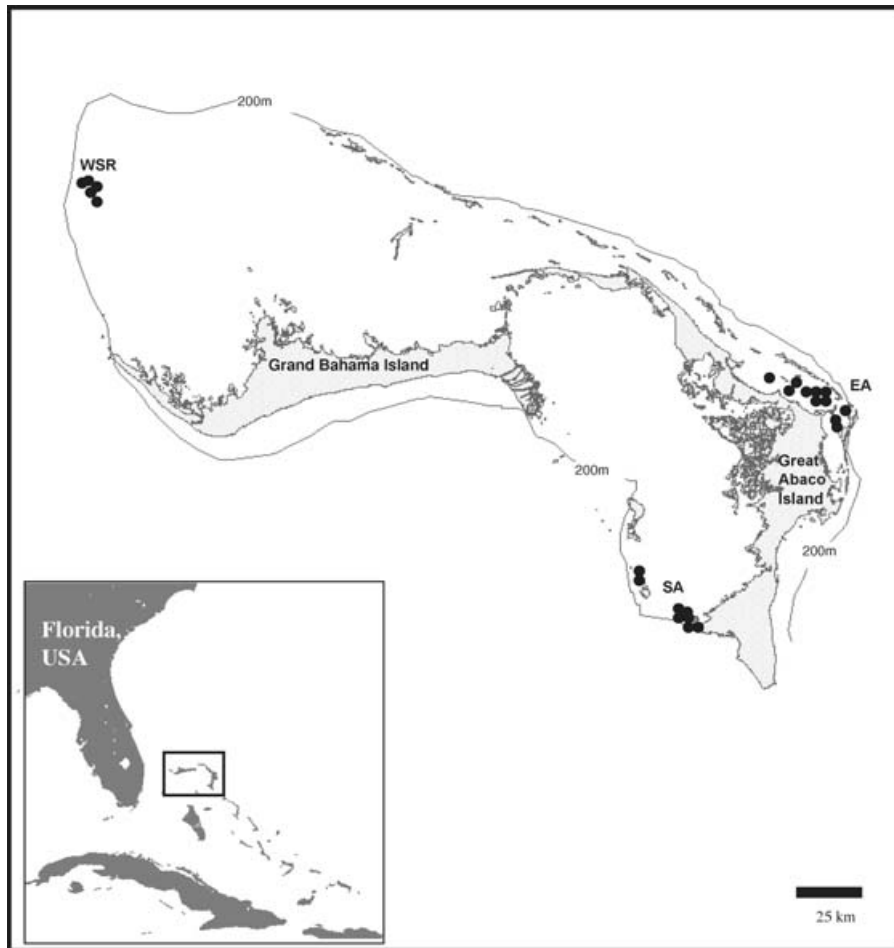 200m
WSR
Grand Bahama Island
EA
200m
Great
Abaco
Island
200m
SA
Florida,
USA
25 km